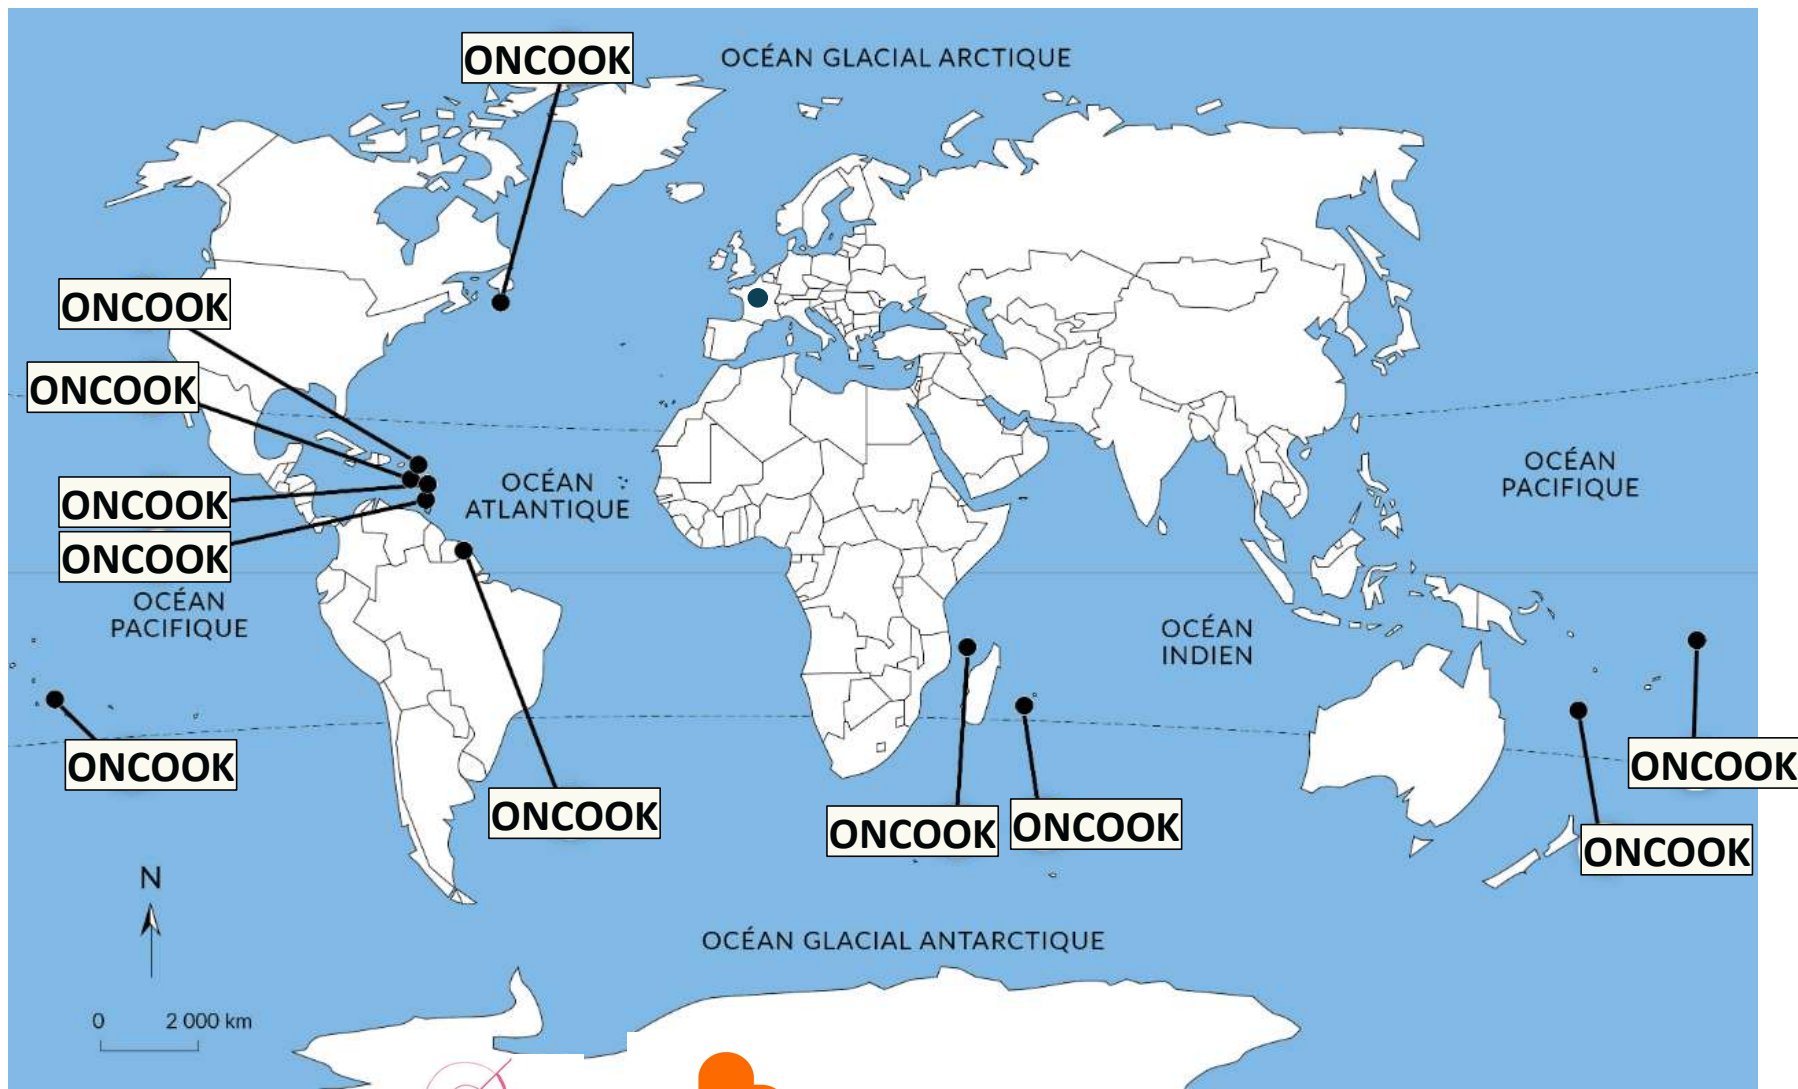 OCÉAN GLACIAL ARCTIQUE
ONCOOK
ONCOOK
ONCOOK
ONCOOK
ONCOOK
OCÉAN
ATLANTIQUE
OCÉAN
PACIFIQUE
OCÉAN
PACIFIQUE
OCÉAN
INDIEN
ONCOOK
ONCOOK
ONCOOK
ONCOOK
ONCOOK
ONCOOK
N
OCÉAN GLACIAL ANTARCTIQUE
0 2 000 km